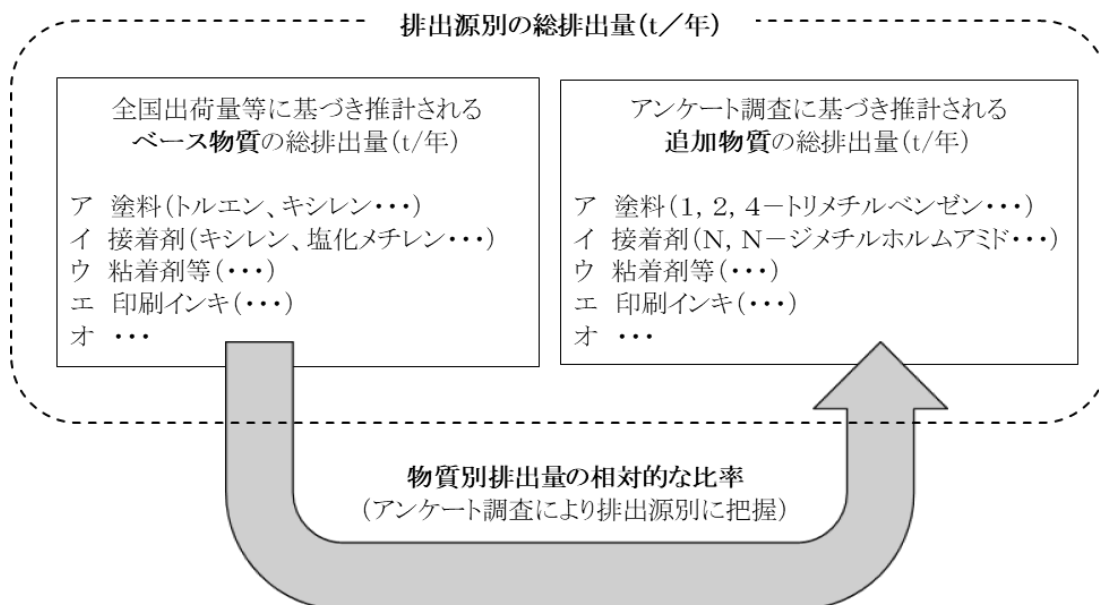 排出源別の総排出量(t/年)
全国出荷量等に基づき推計される
ベース物質の総排出量(t/年)
ア 塗料(トルエン、キシレン・・・)
イ 接着剤(キシレン、塩化メチレン・・・)
ウ 粘着剤等(・・・)
エ 印刷インキ(・・・)
オ ・・・
アンケート調査に基づき推計される
追加物質の総排出量(t/年)
ア 塗料(1, 2, 4-トリメチルベンゼン・・・)
イ 接着剤(N, N-ジメチルホルムアミド・・・)
ウ 粘着剤等(・・・)
エ 印刷インキ(・・・)
オ ・・・
物質別排出量の相対的な比率
(アンケート調査により排出源別に把握)